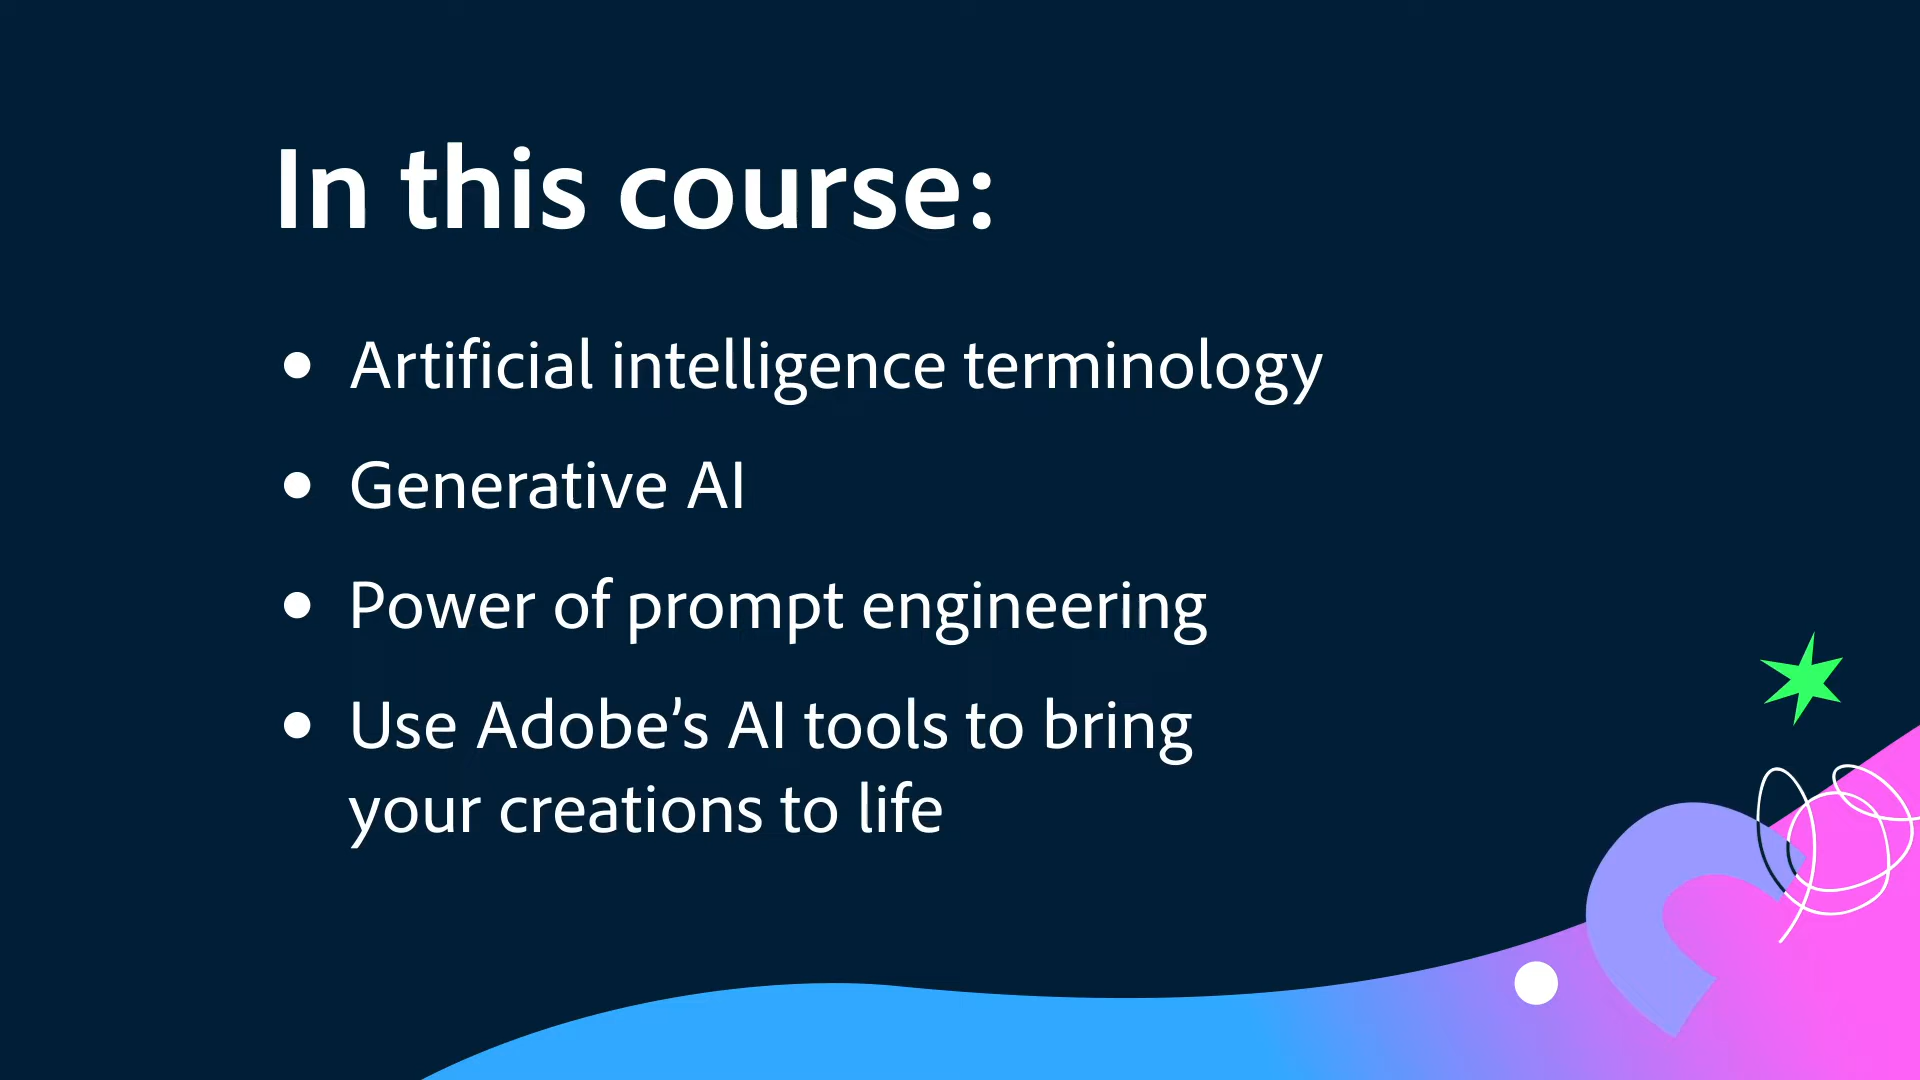 In this course:
• Artificial intelligence terminology
• Generative AI
• Power of prompt engineering
• Use Adobe’s AI tools to bring
your creations to life